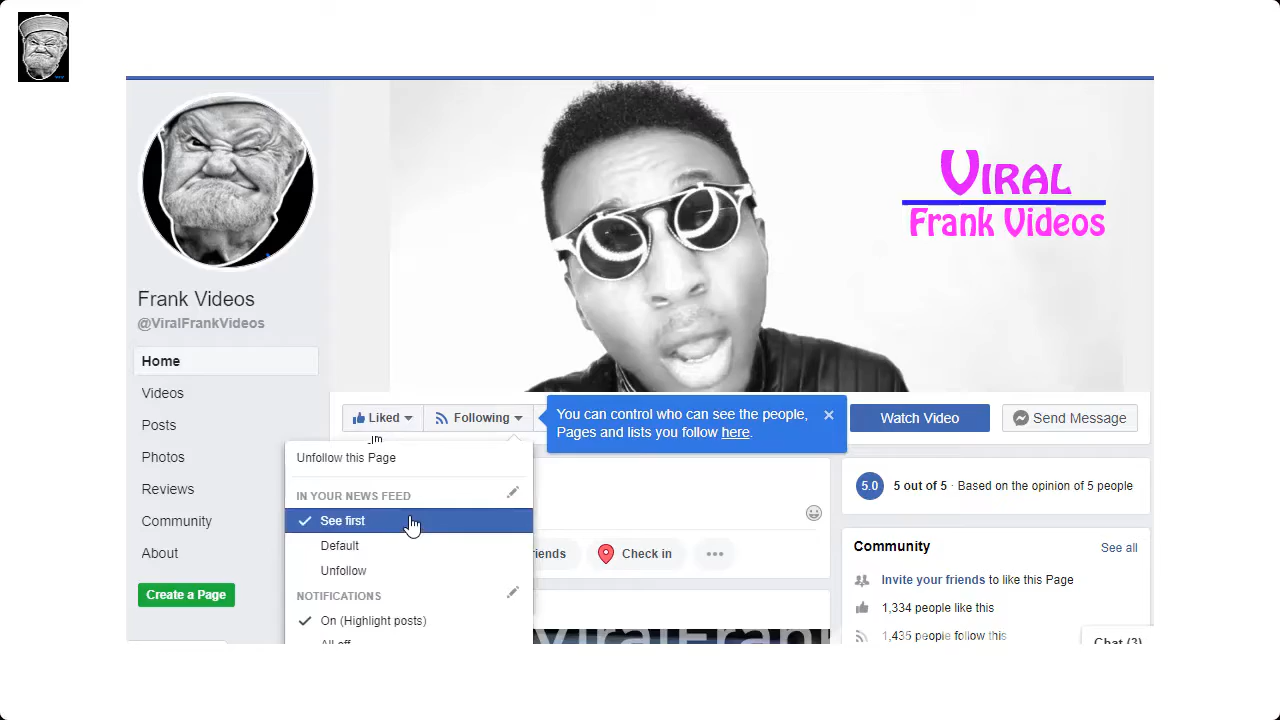 Viral
Frank Videos
Frank Videos
@ViralFrankVideos
Home
Videos
Posts
Photos
Reviews
Community
About
Create a Page
Liked
Following
You can control who can see the people,
Pages and lists you follow here.
Watch Video
Send Message
Unfollow this Page
IN YOUR NEWS FEED
See first
Default
Unfollow
NOTIFICATIONS
On (Highlight posts)
All off
Check in
5.0
5 out of 5 · Based on the opinion of 5 people
Community
See all
Invite your friends to like this Page
1,334 people like this
1,435 people follow this
Chat (3)